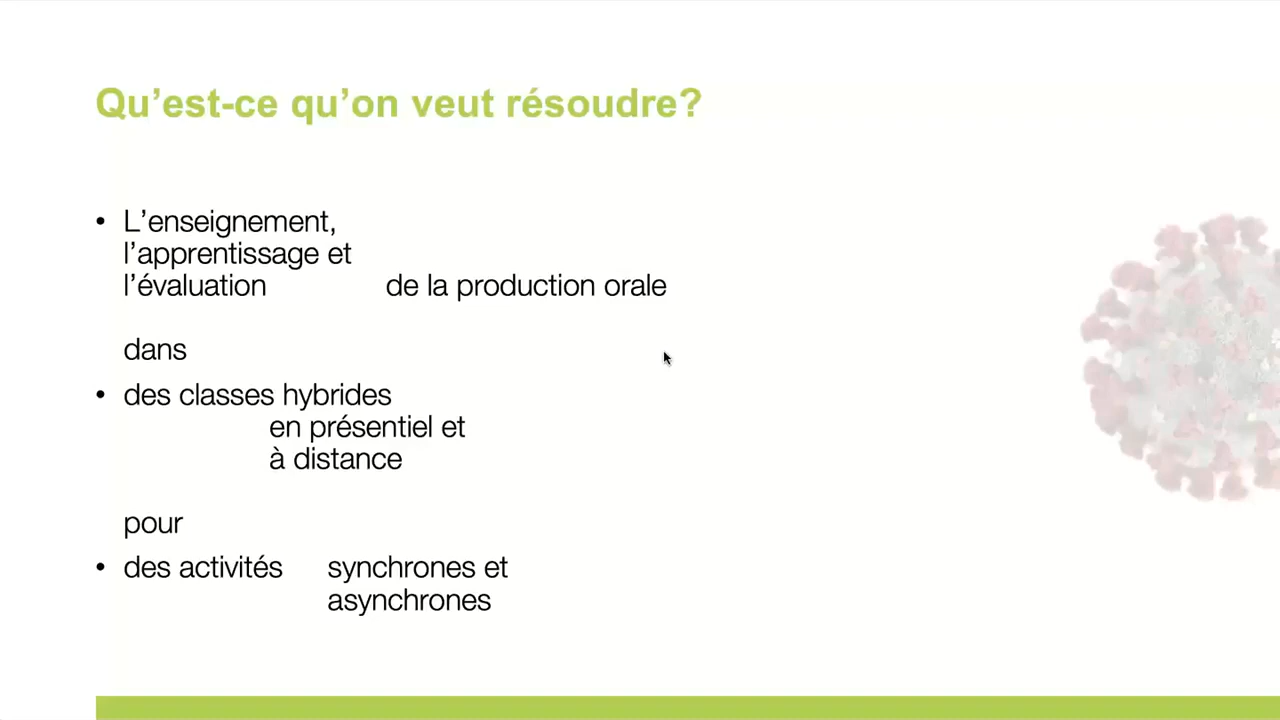 Qu’est-ce qu’on veut résoudre?
• L’enseignement,
l’apprentissage et
l’évaluation de la production orale
dans
• des classes hybrides
en présentiel et
à distance
pour
• des activités synchrones et
asynchrones